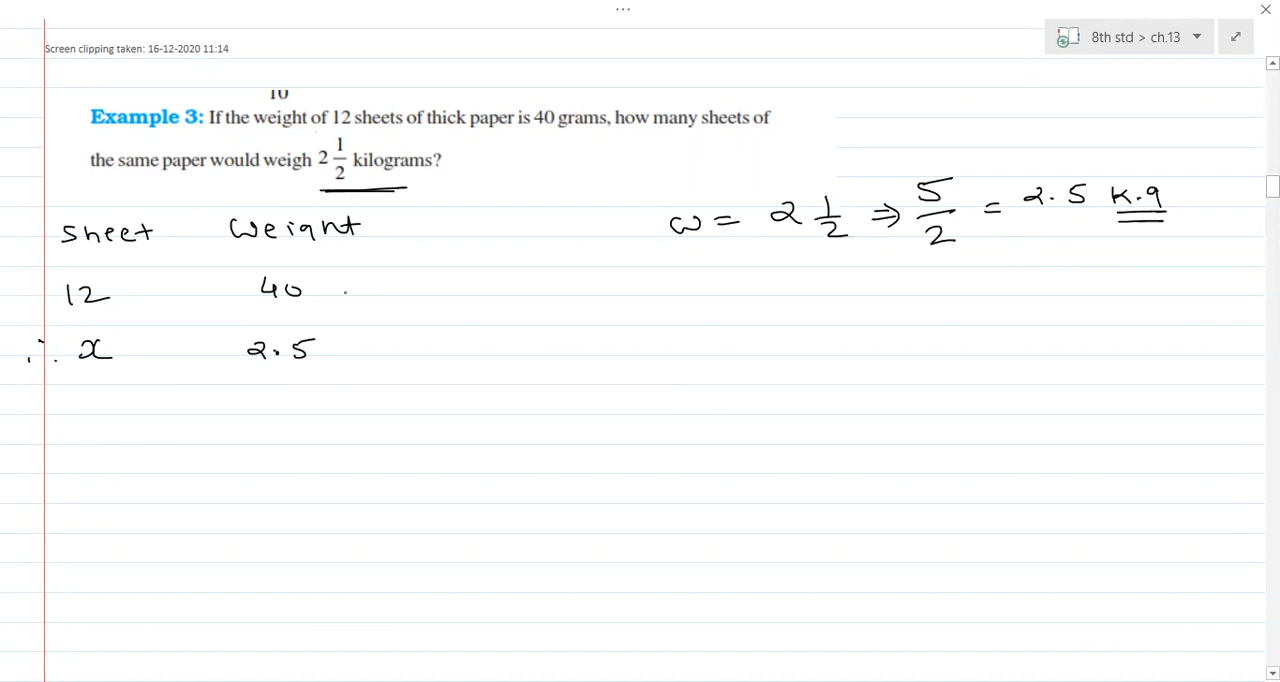 ...
8th std > ch.13
Screen clipping taken: 16-12-2020 11:14
10
Example 3: If the weight of 12 sheets of thick paper is 40 grams, how many sheets of
the same paper would weigh 2 1/2 kilograms?
w = 2 1/2 ⇒ 5/2 = 2.5 K.g
Sheet Weight
12 40
∴ x 2.5